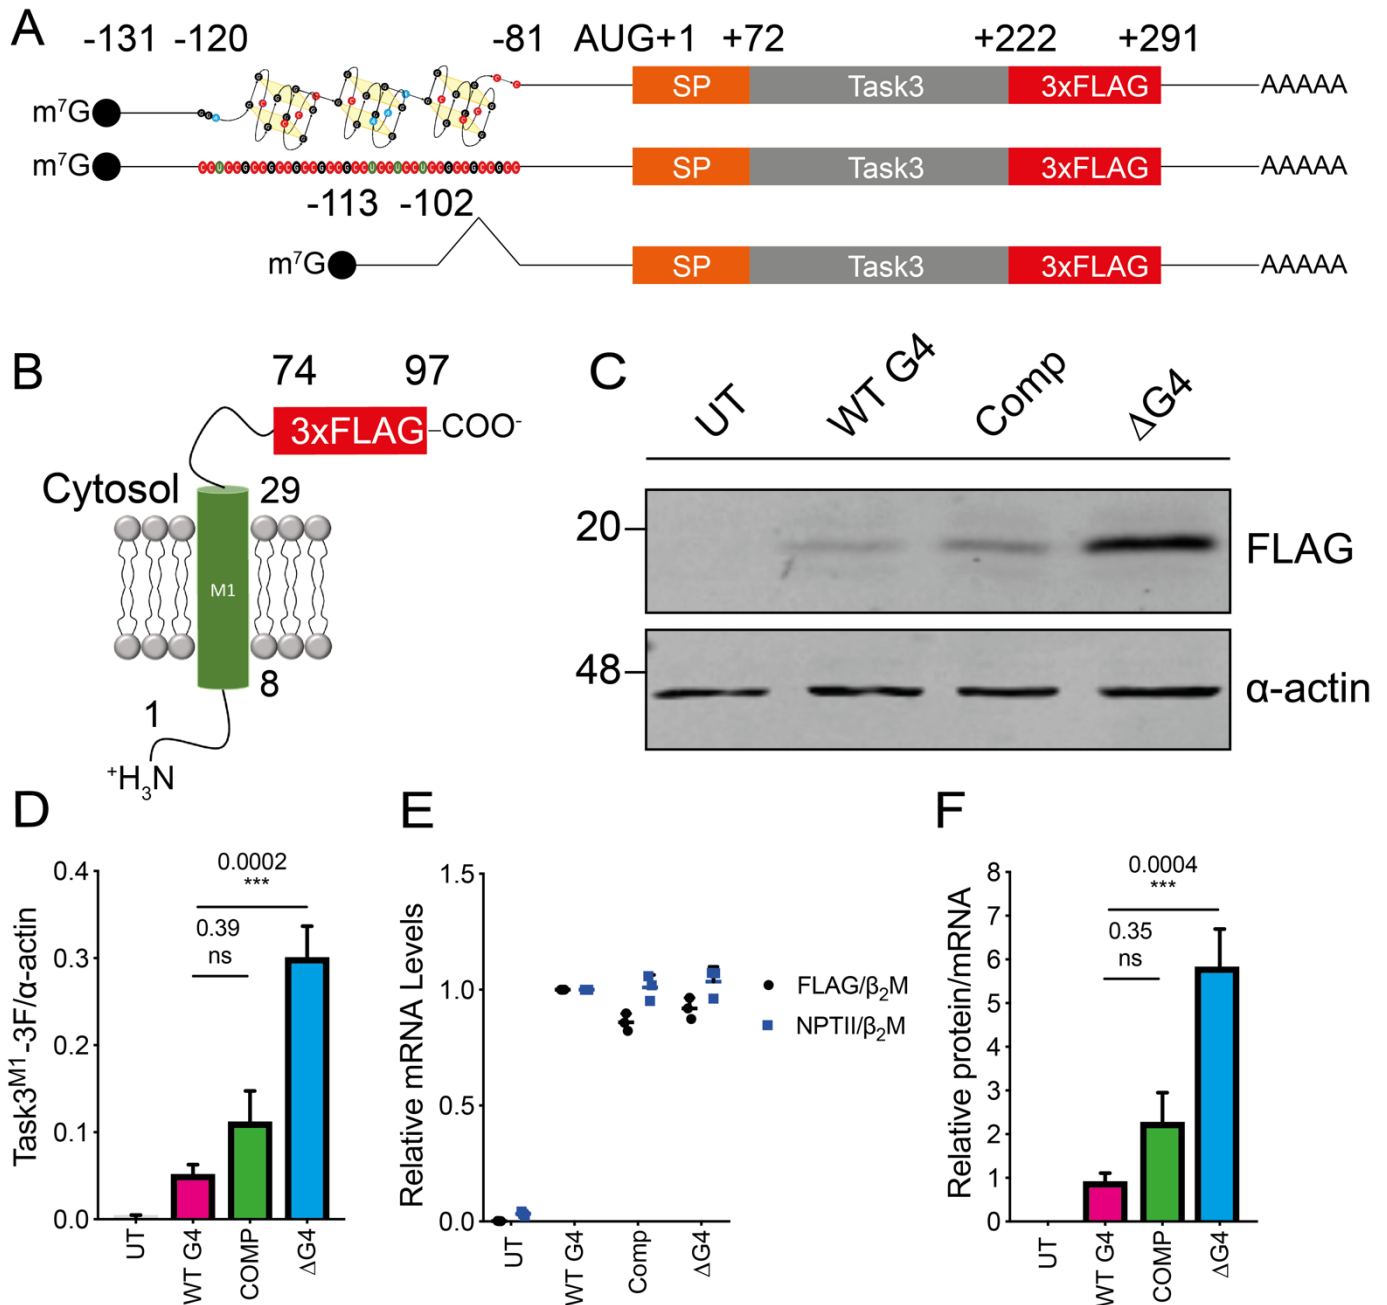 A
-131 -120 -81 AUG+1 +72 +222 +291
m⁷G SP Task3 3xFLAG AAAAA
m⁷G CCUCCGCCGCCGCCGCCGCCUCCUCCUCCGCCGCCGCC SP Task3 3xFLAG AAAAA
-113 -102
m⁷G SP Task3 3xFLAG AAAAA
B
74 97
3xFLAG -COO⁻
Cytosol 29
M1
8
1
⁺H₃N
C
UT WT G4 Comp ΔG4
20 FLAG
48 α-actin
D
Task3ᴹ¹-3F/α-actin
0.4
0.3
0.2
0.1
0.0
0.0002
***
0.39
ns
UT WT G4 COMP ΔG4
E
Relative mRNA Levels
1.5
1.0
0.5
0.0
FLAG/β₂M
NPTII/β₂M
UT WT G4 Comp ΔG4
F
Relative protein/mRNA
8
7
6
5
4
3
2
1
0
0.0004
***
0.35
ns
UT WT G4 COMP ΔG4